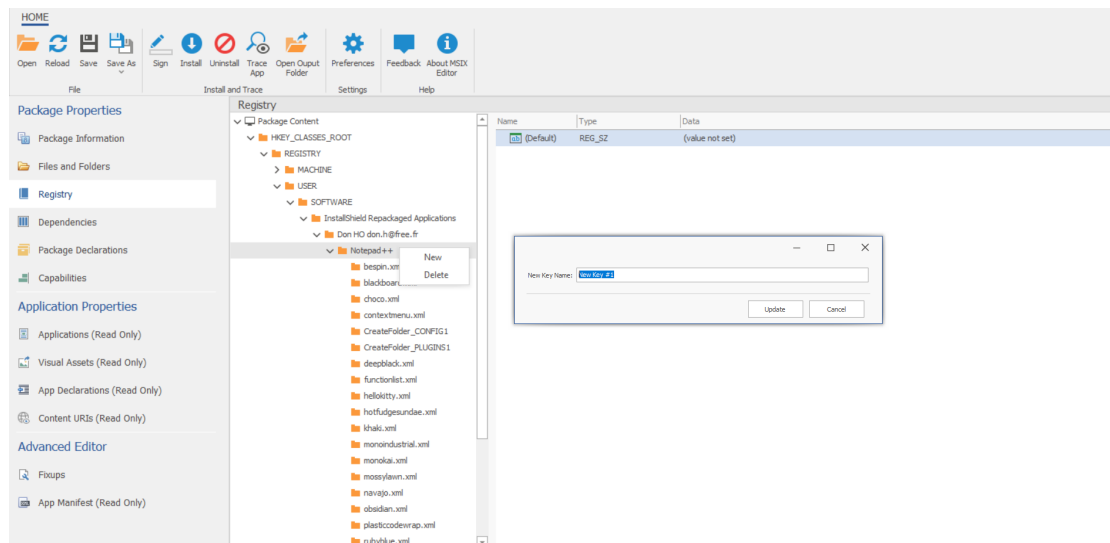 HOME
Open Reload Save Save As Sign Install Uninstall Trace App Open Ouput Folder Preferences Feedback About MSIX Editor
File Install and Trace Settings Help
Package Properties
Package Information
Files and Folders
Registry
Dependencies
Package Declarations
Capabilities
Application Properties
Applications (Read Only)
Visual Assets (Read Only)
App Declarations (Read Only)
Content URIs (Read Only)
Advanced Editor
Fixups
App Manifest (Read Only)
Registry
Package Content
HKEY_CLASSES_ROOT
REGISTRY
MACHINE
USER
SOFTWARE
InstallShield Repackaged Applications
Don HO don.h@free.fr
Notepad++
bespin.xm
blackboar
choco.xml
contextmenu.xml
CreateFolder_CONFIG1
CreateFolder_PLUGINS1
deepblack.xml
functionlist.xml
hellokitty.xml
hotfudgesundae.xml
khaki.xml
monoindustrial.xml
monokai.xml
mossylawn.xml
navajo.xml
obsidian.xml
plasticcodewrap.xml
rubyblue.xml
New
Delete
Name Type Data
ab (Default) REG_SZ (value not set)
New Key Name: New Key #1
Update Cancel